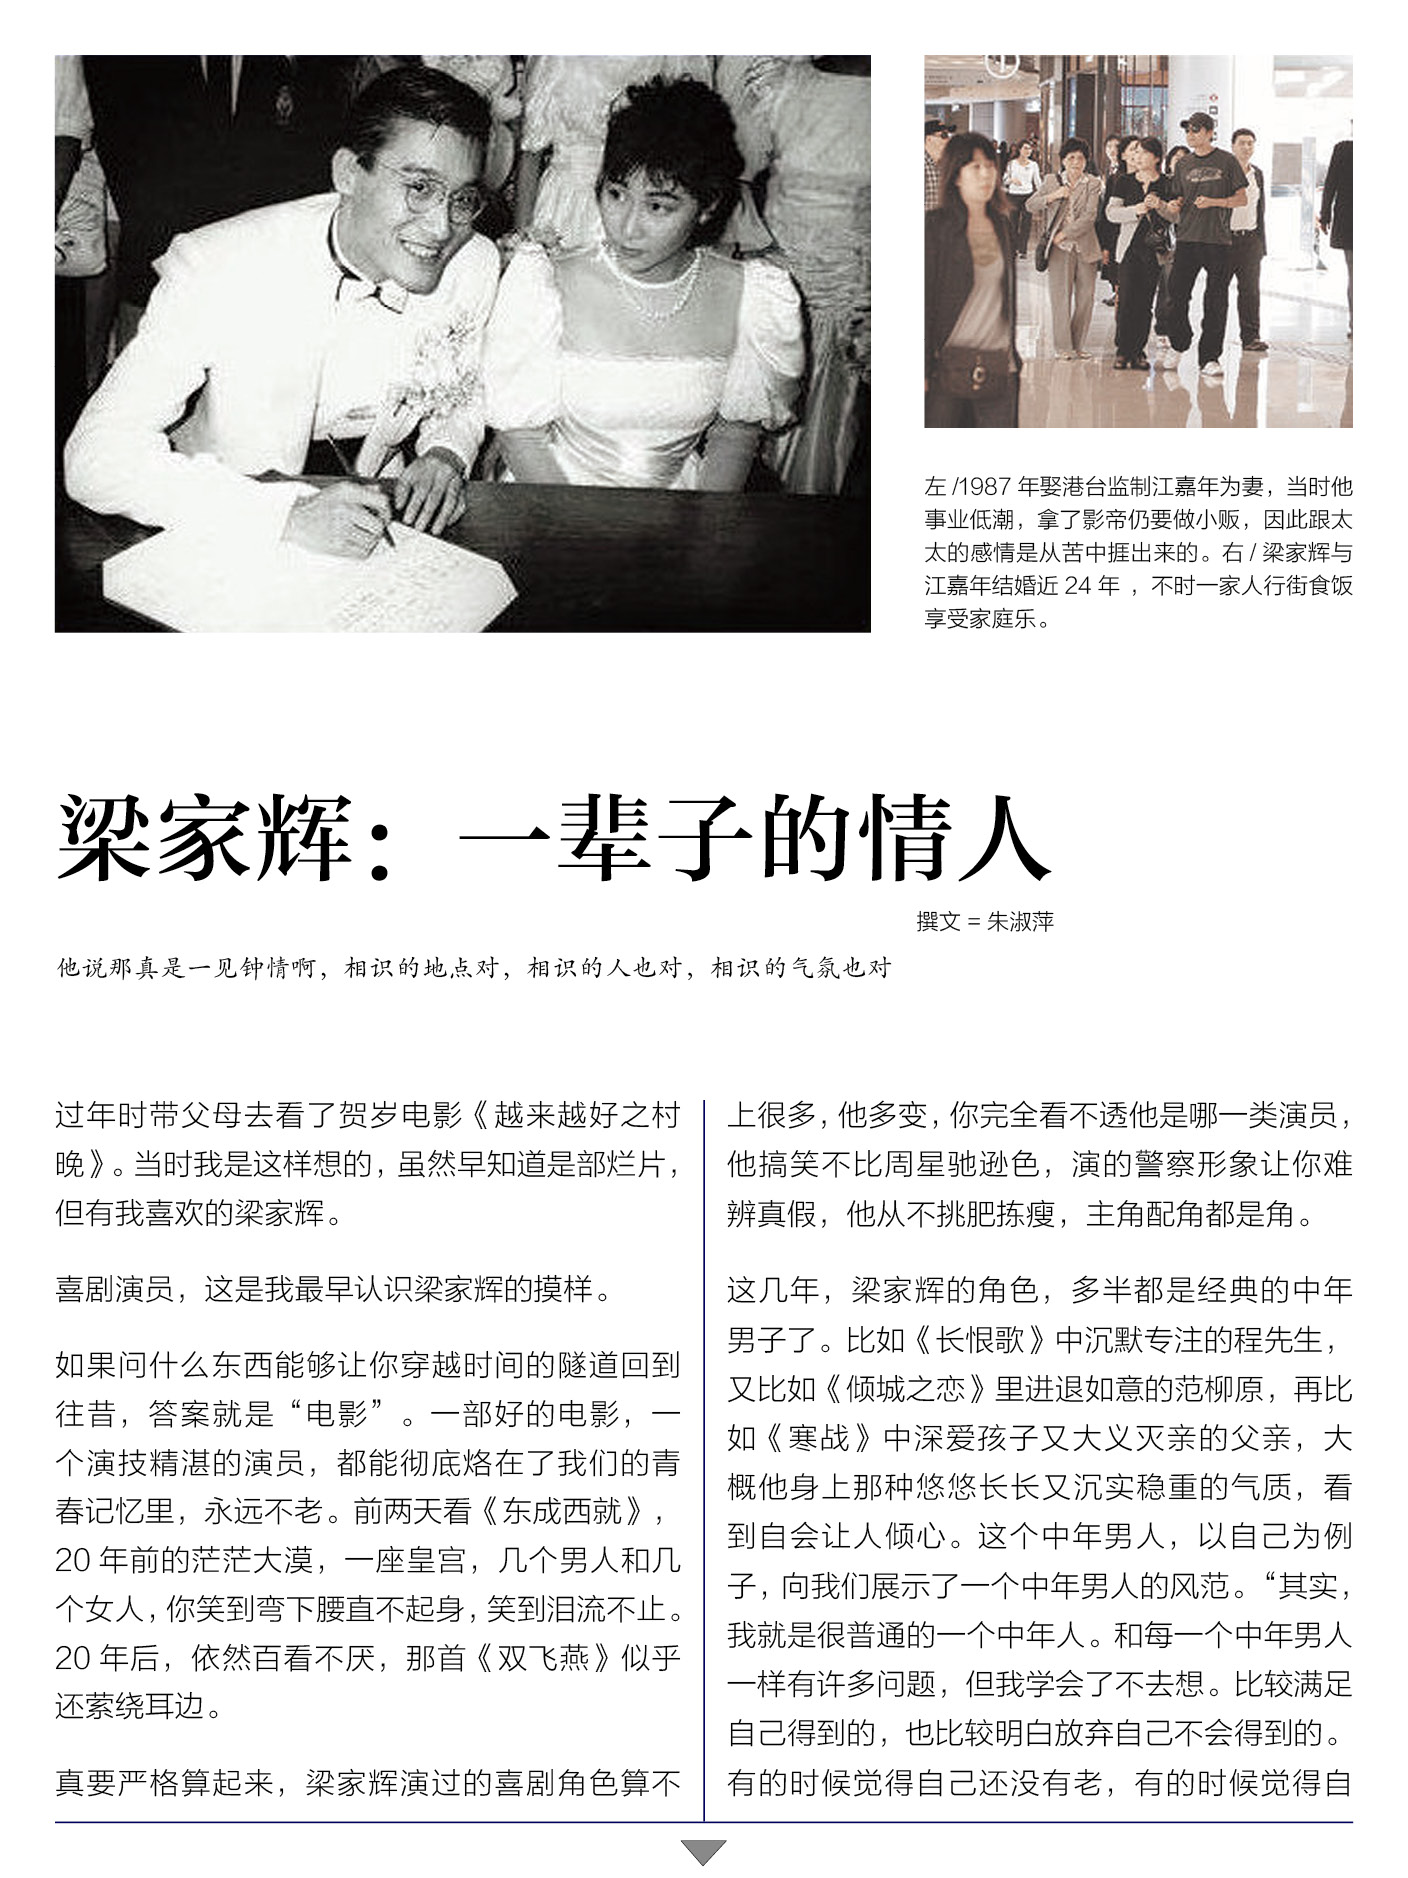 左 /1987 年娶港台监制江嘉年为妻，当时他
事业低潮，拿了影帝仍要做小贩，因此跟太
太的感情是从苦中捱出来的。右 / 梁家辉与
江嘉年结婚近 24 年 ，不时一家人行街食饭
享受家庭乐。
梁家辉：一辈子的情人
撰文 = 朱淑萍
他说那真是一见钟情啊，相识的地点对，相识的人也对，相识的气氛也对
过年时带父母去看了贺岁电影《越来越好之村
晚》。当时我是这样想的，虽然早知道是部烂片，
但有我喜欢的梁家辉。
喜剧演员，这是我最早认识梁家辉的摸样。
如果问什么东西能够让你穿越时间的隧道回到
往昔，答案就是“电影”。一部好的电影，一
个演技精湛的演员，都能彻底烙在了我们的青
春记忆里，永远不老。前两天看《东成西就》，
20 年前的茫茫大漠，一座皇宫，几个男人和几
个女人，你笑到弯下腰直不起身，笑到泪流不止。
20 年后，依然百看不厌，那首《双飞燕》似乎
还萦绕耳边。
真要严格算起来，梁家辉演过的喜剧角色算不
上很多，他多变，你完全看不透他是哪一类演员，
他搞笑不比周星驰逊色，演的警察形象让你难
辨真假，他从不挑肥拣瘦，主角配角都是角。
这几年，梁家辉的角色，多半都是经典的中年
男子了。比如《长恨歌》中沉默专注的程先生，
又比如《倾城之恋》里进退如意的范柳原，再比
如《寒战》中深爱孩子又大义灭亲的父亲，大
概他身上那种悠悠长长又沉实稳重的气质，看
到自会让人倾心。这个中年男人，以自己为例
子，向我们展示了一个中年男人的风范。“其实，
我就是很普通的一个中年人。和每一个中年男人
一样有许多问题，但我学会了不去想。比较满足
自己得到的，也比较明白放弃自己不会得到的。
有的时候觉得自己还没有老，有的时候觉得自